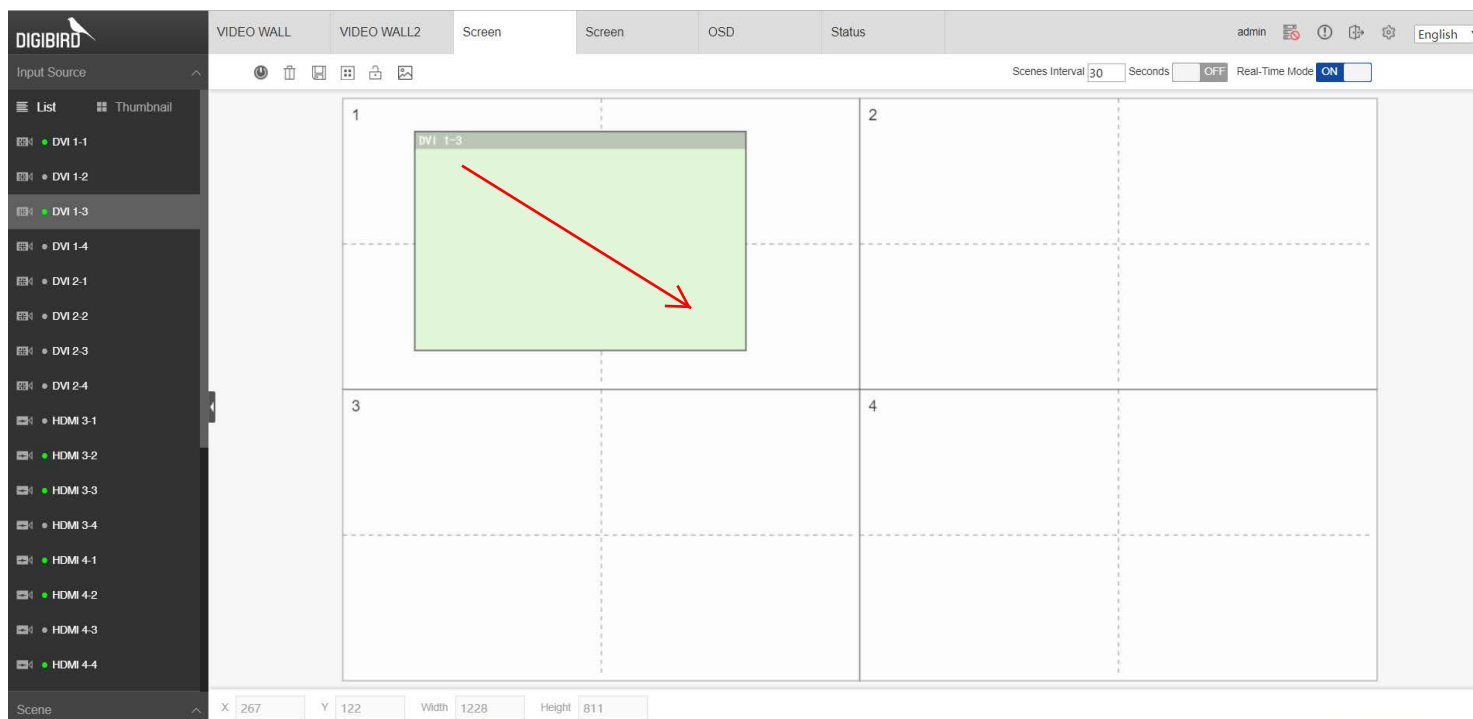 DIGIBIRD
VIDEO WALL
VIDEO WALL2
Screen
Screen
OSD
Status
admin
English
Input Source
Scenes Interval 30 Seconds OFF Real-Time Mode ON
List Thumbnail
DVI 1-1
DVI 1-2
DVI 1-3
DVI 1-4
DVI 2-1
DVI 2-2
DVI 2-3
DVI 2-4
HDMI 3-1
HDMI 3-2
HDMI 3-3
HDMI 3-4
HDMI 4-1
HDMI 4-2
HDMI 4-3
HDMI 4-4
Scene
1
DVI 1-3
2
3
4
X 267 Y 122 Width 1228 Height 811